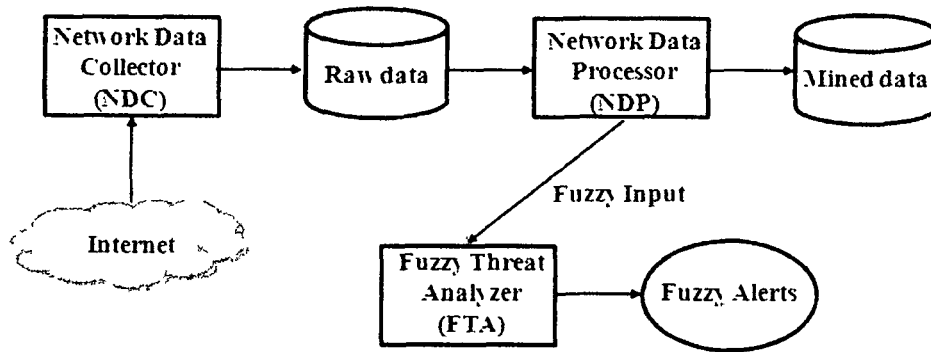 Network Data
Collector
(NDC)
Raw data
Network Data
Processor
(NDP)
Mined data
Internet
Fuzzy Input
Fuzzy Threat
Analyzer
(FTA)
Fuzzy Alerts